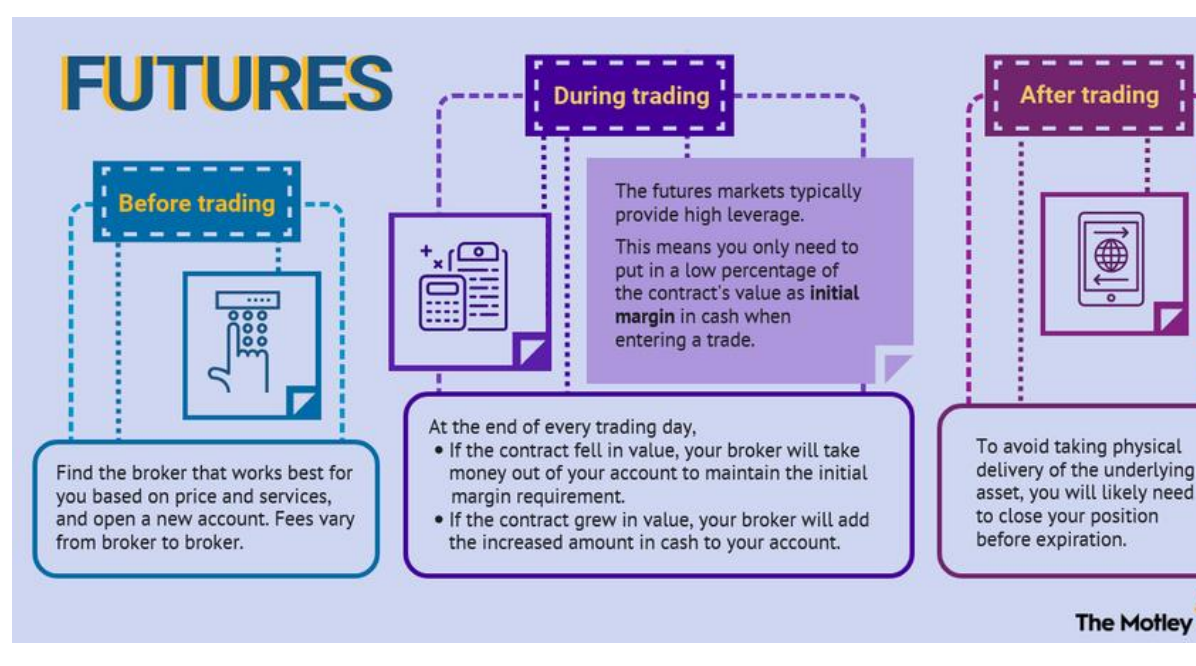 FUTURES
Before trading
Find the broker that works best for
you based on price and services,
and open a new account. Fees vary
from broker to broker.
During trading
The futures markets typically
provide high leverage.
This means you only need to
put in a low percentage of
the contract's value as initial
margin in cash when
entering a trade.
At the end of every trading day,
• If the contract fell in value, your broker will take
money out of your account to maintain the initial
margin requirement.
• If the contract grew in value, your broker will add
the increased amount in cash to your account.
After trading
To avoid taking physical
delivery of the underlying
asset, you will likely need
to close your position
before expiration.
The Motley